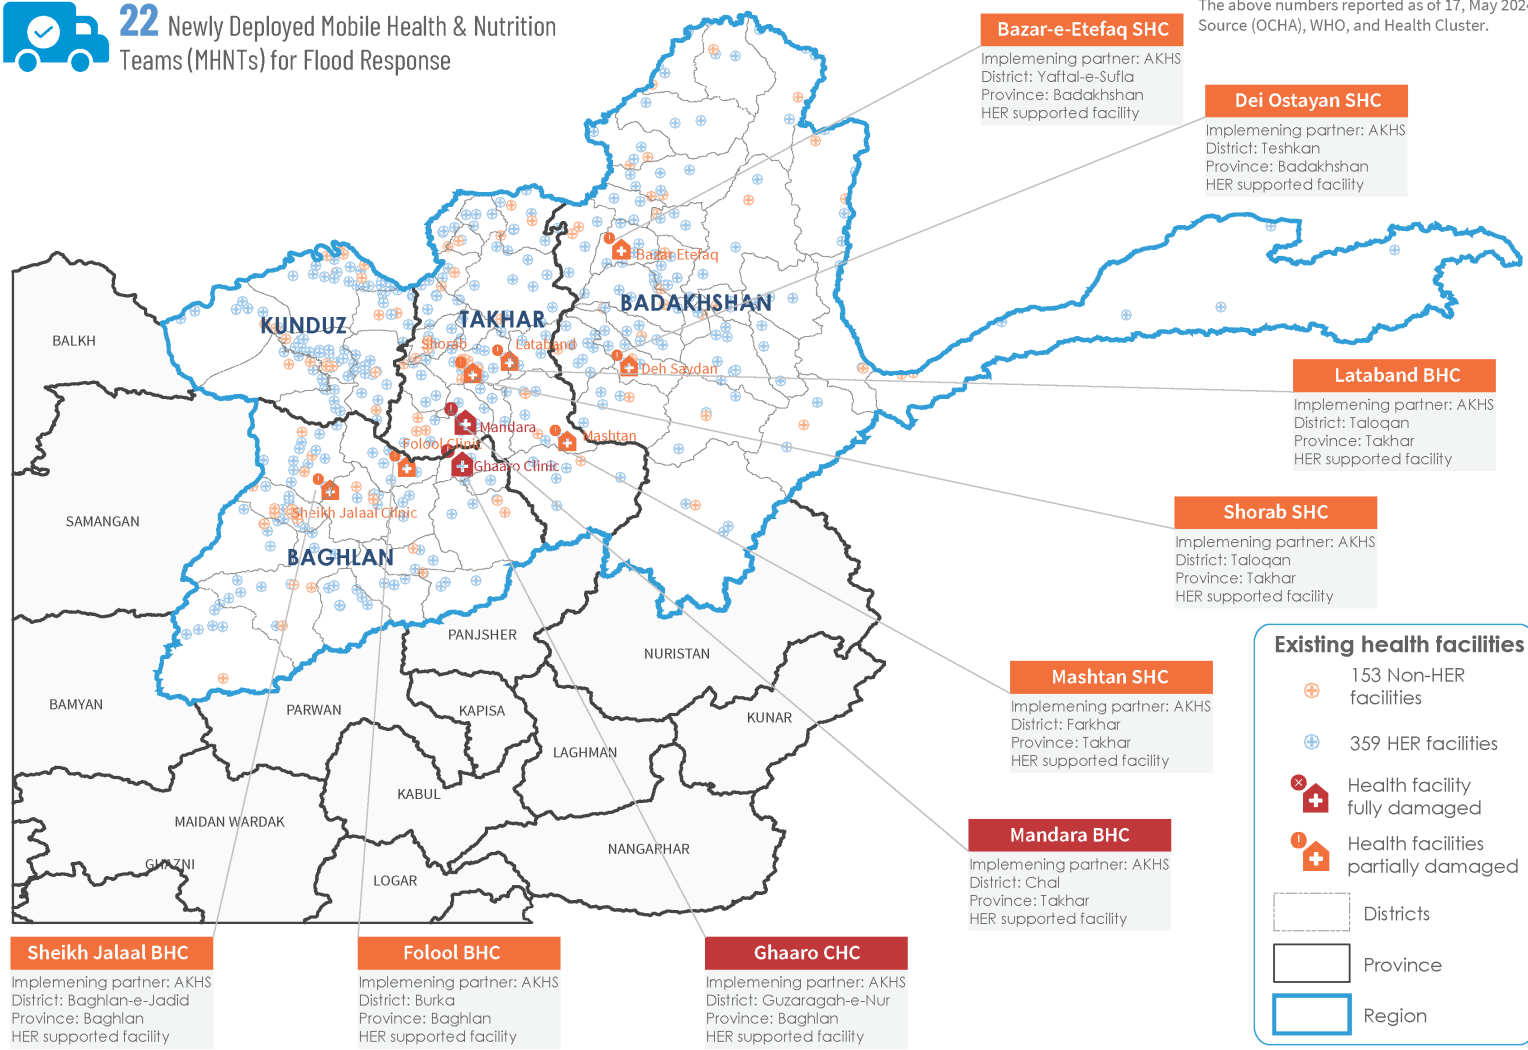 22 Newly Deployed Mobile Health & Nutrition
Teams (MHNTs) for Flood Response
The above numbers reported as of 17, May 202
Source (OCHA), WHO, and Health Cluster.
Bazar-e-Etefaq SHC
Implemening partner: AKHS
District: Yaftal-e-Sufla
Province: Badakhshan
HER supported facility
Dei Ostayan SHC
Implemening partner: AKHS
District: Teshkan
Province: Badakhshan
HER supported facility
Lataband BHC
Implemening partner: AKHS
District: Taloqan
Province: Takhar
HER supported facility
Shorab SHC
Implemening partner: AKHS
District: Taloqan
Province: Takhar
HER supported facility
Mashtan SHC
Implemening partner: AKHS
District: Farkhar
Province: Takhar
HER supported facility
Mandara BHC
Implemening partner: AKHS
District: Chal
Province: Takhar
HER supported facility
Sheikh Jalaal BHC
Implemening partner: AKHS
District: Baghlan-e-Jadid
Province: Baghlan
HER supported facility
Folool BHC
Implemening partner: AKHS
District: Burka
Province: Baghlan
HER supported facility
Ghaaro CHC
Implemening partner: AKHS
District: Guzaragah-e-Nur
Province: Baghlan
HER supported facility
KUNDUZ
TAKHAR
BADAKHSHAN
BAGHLAN
Bazar Etefaq
Shorab
Lataband
Deh Saydan
Mandara
Mashtan
Folool Clinic
Ghaaro Clinic
Sheikh Jalaal Clinic
BALKH
SAMANGAN
BAMYAN
PARWAN
PANJSHER
KAPISA
NURISTAN
KUNAR
LAGHMAN
KABUL
MAIDAN WARDAK
GHAZNI
LOGAR
NANGARHAR
Existing health facilities
153 Non-HER
facilities
359 HER facilities
Health facility
fully damaged
Health facilities
partially damaged
Districts
Province
Region